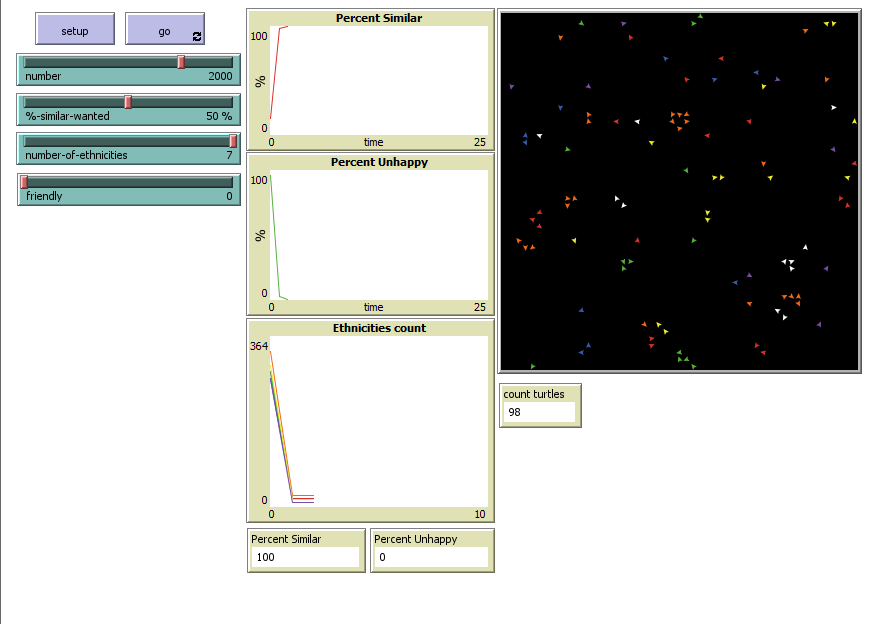 setup
go
number 2000
%-similar-wanted 50 %
number-of-ethnicities 7
friendly 0
Percent Similar
100
%
0
0 time 25
Percent Unhappy
100
%
0
0 time 25
Ethnicities count
364
0
0 10
Percent Similar
100
Percent Unhappy
0
count turtles
98